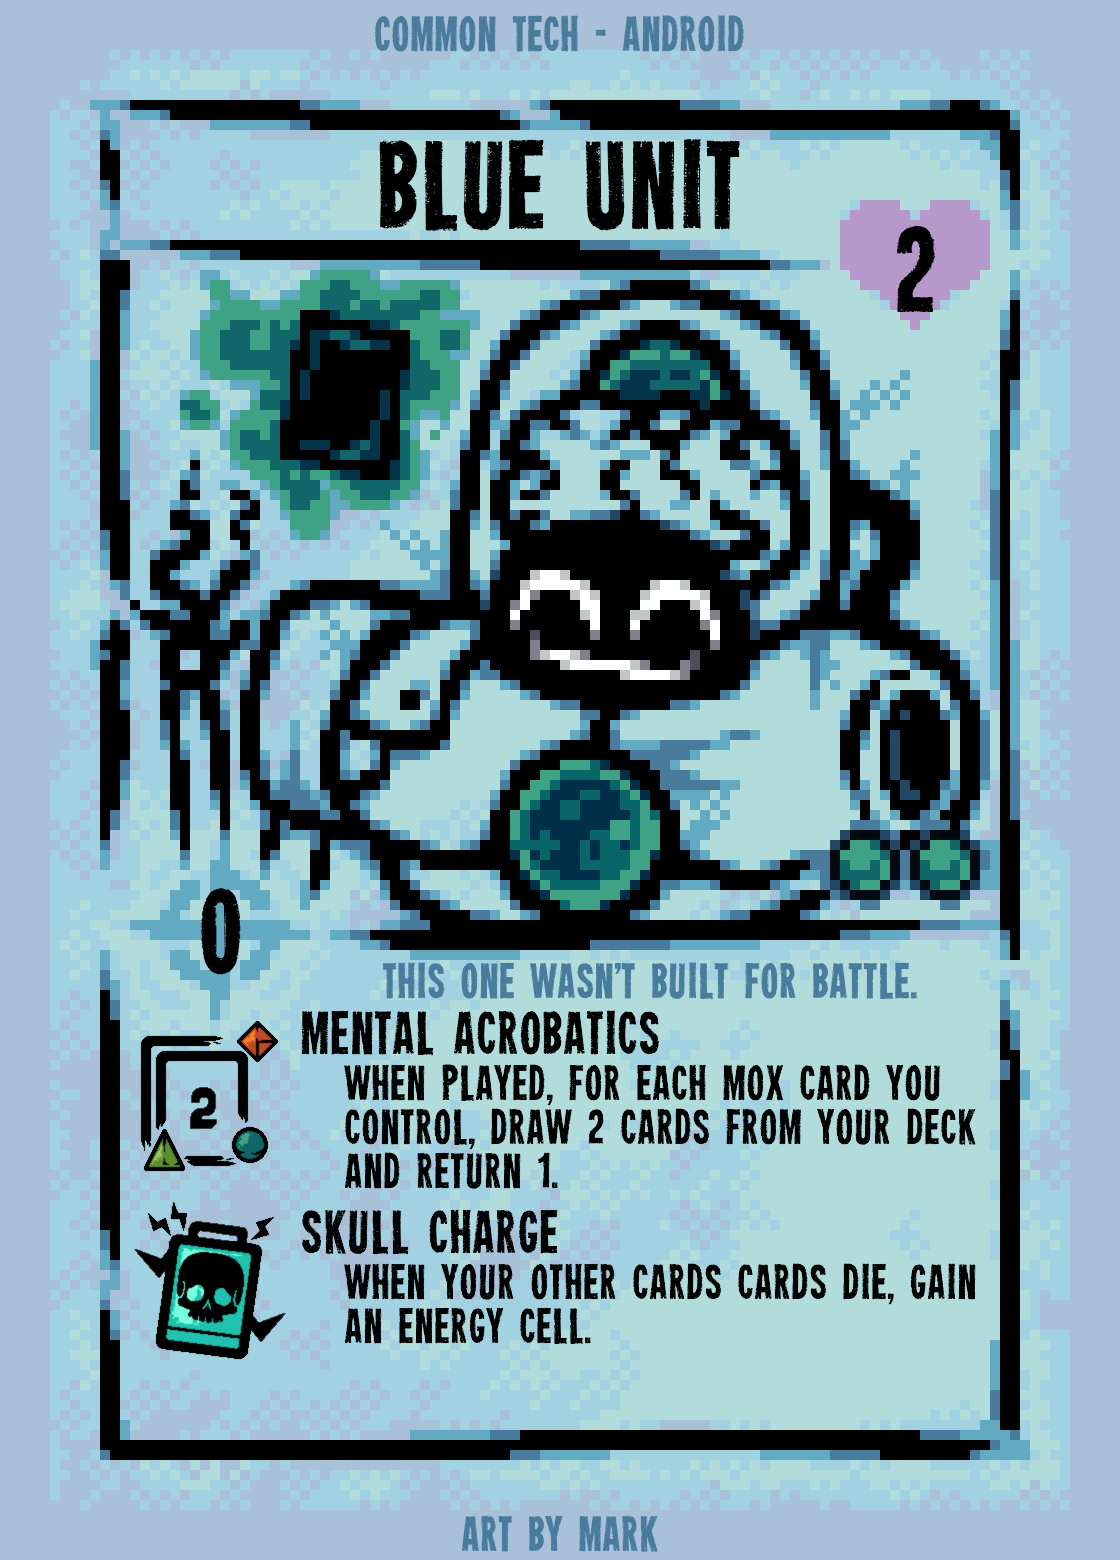 COMMON TECH - ANDROID
BLUE UNIT
2
0
THIS ONE WASN'T BUILT FOR BATTLE.
MENTAL ACROBATICS
2
WHEN PLAYED, FOR EACH MOX CARD YOU
CONTROL, DRAW 2 CARDS FROM YOUR DECK
AND RETURN 1.
SKULL CHARGE
WHEN YOUR OTHER CARDS CARDS DIE, GAIN
AN ENERGY CELL.
ART BY MARK